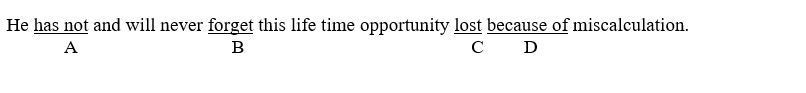 He has not and will never forget this life time opportunity lost because of miscalculation.
A B C D